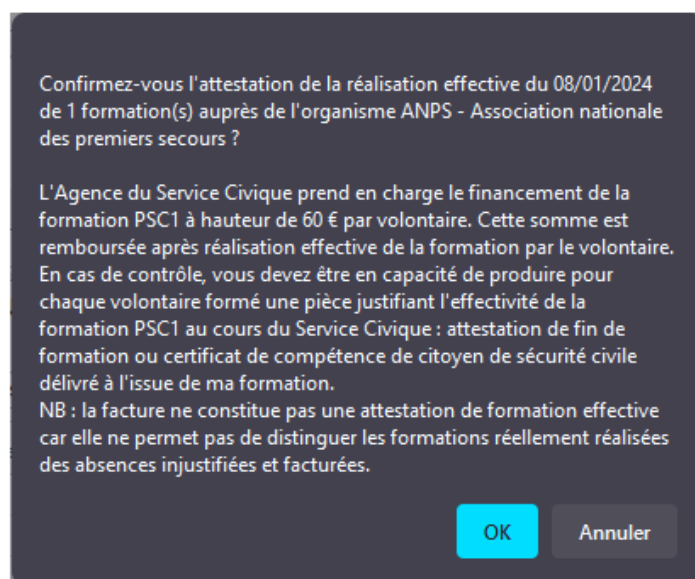 Confirmez-vous l'attestation de la réalisation effective du 08/01/2024
de 1 formation(s) auprès de l'organisme ANPS - Association nationale
des premiers secours ?
L'Agence du Service Civique prend en charge le financement de la
formation PSC1 à hauteur de 60 € par volontaire. Cette somme est
remboursée après réalisation effective de la formation par le volontaire.
En cas de contrôle, vous devez être en capacité de produire pour
chaque volontaire formé une pièce justifiant l'effectivité de la
formation PSC1 au cours du Service Civique : attestation de fin de
formation ou certificat de compétence de citoyen de sécurité civile
délivré à l'issue de ma formation.
NB : la facture ne constitue pas une attestation de formation effective
car elle ne permet pas de distinguer les formations réellement réalisées
des absences injustifiées et facturées.
OK Annuler